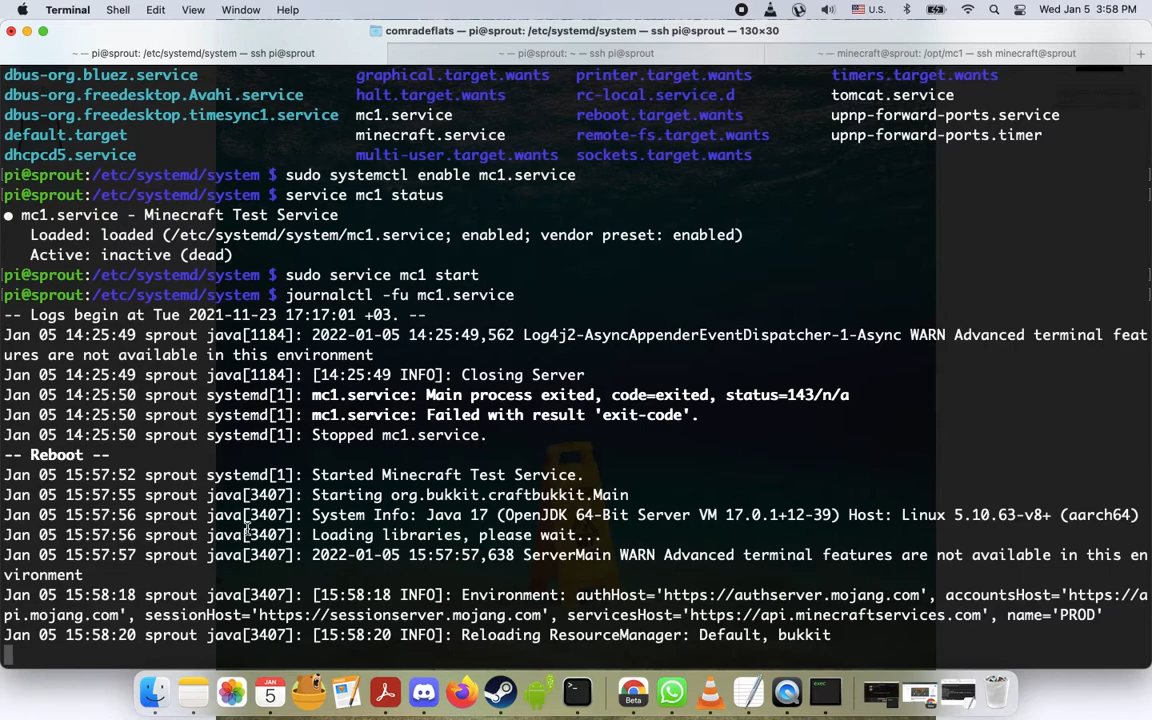 Terminal Shell Edit View Window Help U.S. Wed Jan 5 3:58 PM
comradeflats — pi@sprout: /etc/systemd/system — ssh pi@sprout — 130×30
~ — pi@sprout: /etc/systemd/system — ssh pi@sprout ~ — pi@sprout: ~ — ssh pi@sprout ~ — minecraft@sprout: /opt/mc1 — ssh minecraft@sprout +
dbus-org.bluez.service graphical.target.wants printer.target.wants timers.target.wants
dbus-org.freedesktop.Avahi.service halt.target.wants rc-local.service.d tomcat.service
dbus-org.freedesktop.timesync1.service mc1.service reboot.target.wants upnp-forward-ports.service
default.target minecraft.service remote-fs.target.wants upnp-forward-ports.timer
dhcpcd5.service multi-user.target.wants sockets.target.wants
[pi@sprout:/etc/systemd/system $ sudo systemctl enable mc1.service ]
[pi@sprout:/etc/systemd/system $ service mc1 status ]
● mc1.service - Minecraft Test Service
Loaded: loaded (/etc/systemd/system/mc1.service; enabled; vendor preset: enabled)
Active: inactive (dead)
[pi@sprout:/etc/systemd/system $ sudo service mc1 start ]
[pi@sprout:/etc/systemd/system $ journalctl -fu mc1.service ]
-- Logs begin at Tue 2021-11-23 17:17:01 +03. --
Jan 05 14:25:49 sprout java[1184]: 2022-01-05 14:25:49,562 Log4j2-AsyncAppenderEventDispatcher-1-Async WARN Advanced terminal feat
ures are not available in this environment
Jan 05 14:25:49 sprout java[1184]: [14:25:49 INFO]: Closing Server
Jan 05 14:25:50 sprout systemd[1]: mc1.service: Main process exited, code=exited, status=143/n/a
Jan 05 14:25:50 sprout systemd[1]: mc1.service: Failed with result 'exit-code'.
Jan 05 14:25:50 sprout systemd[1]: Stopped mc1.service.
-- Reboot --
Jan 05 15:57:52 sprout systemd[1]: Started Minecraft Test Service.
Jan 05 15:57:55 sprout java[3407]: Starting org.bukkit.craftbukkit.Main
Jan 05 15:57:56 sprout java[3407]: System Info: Java 17 (OpenJDK 64-Bit Server VM 17.0.1+12-39) Host: Linux 5.10.63-v8+ (aarch64)
Jan 05 15:57:56 sprout java[3407]: Loading libraries, please wait...
Jan 05 15:57:57 sprout java[3407]: 2022-01-05 15:57:57,638 ServerMain WARN Advanced terminal features are not available in this en
vironment
Jan 05 15:58:18 sprout java[3407]: [15:58:18 INFO]: Environment: authHost='https://authserver.mojang.com', accountsHost='https://a
pi.mojang.com', sessionHost='https://sessionserver.mojang.com', servicesHost='https://api.minecraftservices.com', name='PROD'
Jan 05 15:58:20 sprout java[3407]: [15:58:20 INFO]: Reloading ResourceManager: Default, bukkit
JAN
5
Beta